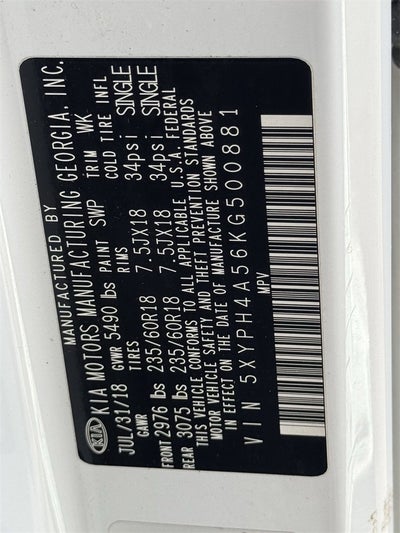 MANUFACTURED BY
KIA KIA MOTORS MANUFACTURING GEORGIA, INC.
JUL/31/18 GVWR 5490 lbs PAINT SWP TRIM WK
GAWR TIRES RIMS COLD TIRE INFL
FRONT 2976 lbs 235/60R18 7.5JX18 34psi SINGLE
REAR 3075 lbs 235/60R18 7.5JX18 34psi SINGLE
THIS VEHICLE CONFORMS TO ALL APPLICABLE U.S.A. FEDERAL
MOTOR VEHICLE SAFETY AND THEFT PREVENTION STANDARDS
IN EFFECT ON THE DATE OF MANUFACTURE SHOWN ABOVE
VIN 5XYPH4A56KG500881
MPV